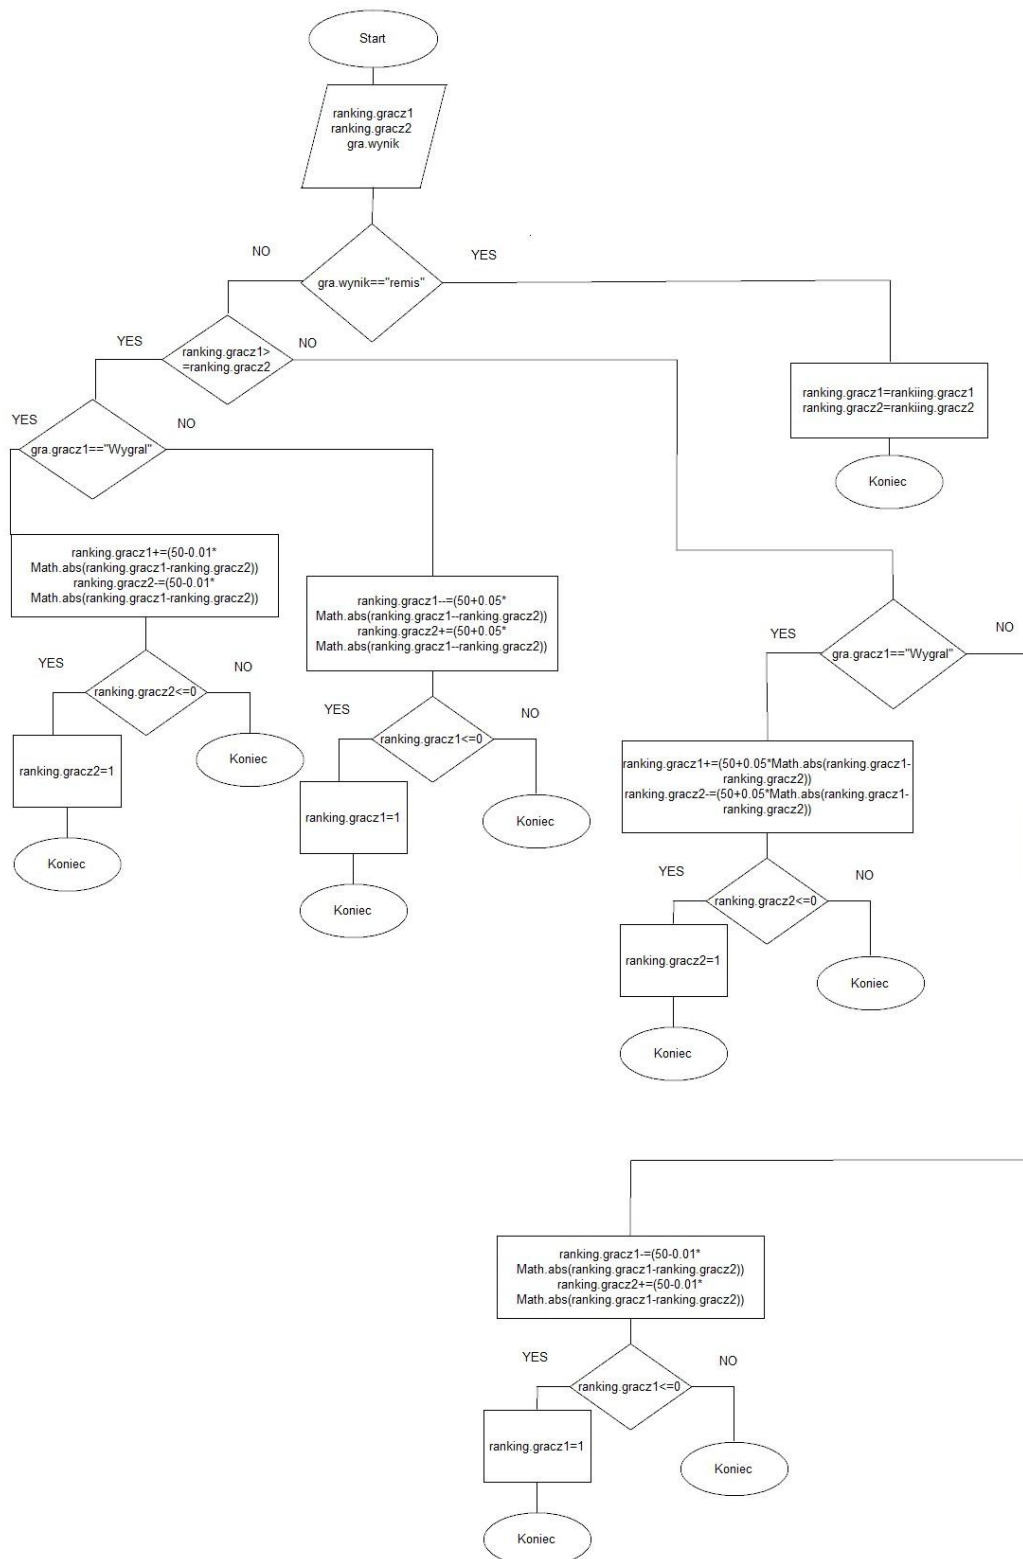 Start
ranking.gracz1
ranking.gracz2
gra.wynik
NO
YES
gra.wynik=="remis"
YES
NO
ranking.gracz1>
=ranking.gracz2
ranking.gracz1=rankiing.gracz1
ranking.gracz2=rankiing.gracz2
Koniec
YES
NO
gra.gracz1=="Wygral"
ranking.gracz1+=(50-0.01*
Math.abs(ranking.gracz1-ranking.gracz2))
ranking.gracz2-=(50-0.01*
Math.abs(ranking.gracz1-ranking.gracz2))
ranking.gracz1--=(50+0.05*
Math.abs(ranking.gracz1--ranking.gracz2))
ranking.gracz2+=(50+0.05*
Math.abs(ranking.gracz1--ranking.gracz2))
YES
NO
gra.gracz1=="Wygral"
YES
NO
ranking.gracz2<=0
ranking.gracz2=1
Koniec
Koniec
YES
NO
ranking.gracz1<=0
ranking.gracz1=1
Koniec
Koniec
ranking.gracz1+=(50+0.05*Math.abs(ranking.gracz1-
ranking.gracz2))
ranking.gracz2-=(50+0.05*Math.abs(ranking.gracz1-
ranking.gracz2))
YES
NO
ranking.gracz2<=0
ranking.gracz2=1
Koniec
Koniec
ranking.gracz1-=(50-0.01*
Math.abs(ranking.gracz1-ranking.gracz2))
ranking.gracz2+=(50-0.01*
Math.abs(ranking.gracz1-ranking.gracz2))
YES
NO
ranking.gracz1<=0
ranking.gracz1=1
Koniec
Koniec